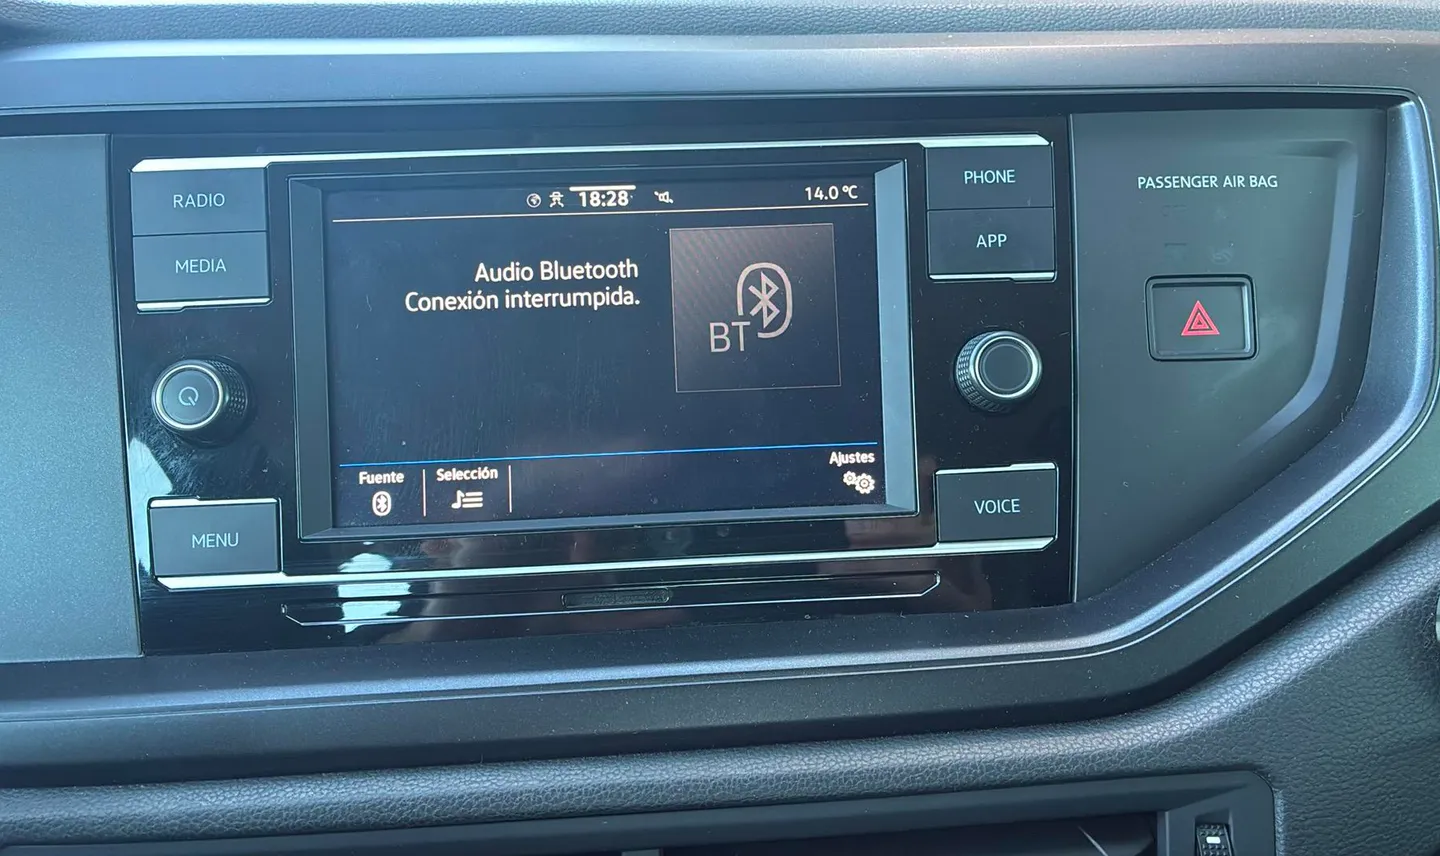 RADIO
MEDIA
MENU
18:28
14.0 °C
Audio Bluetooth
Conexión interrumpida.
BT
Fuente
Selección
Ajustes
PHONE
APP
VOICE
PASSENGER AIR BAG